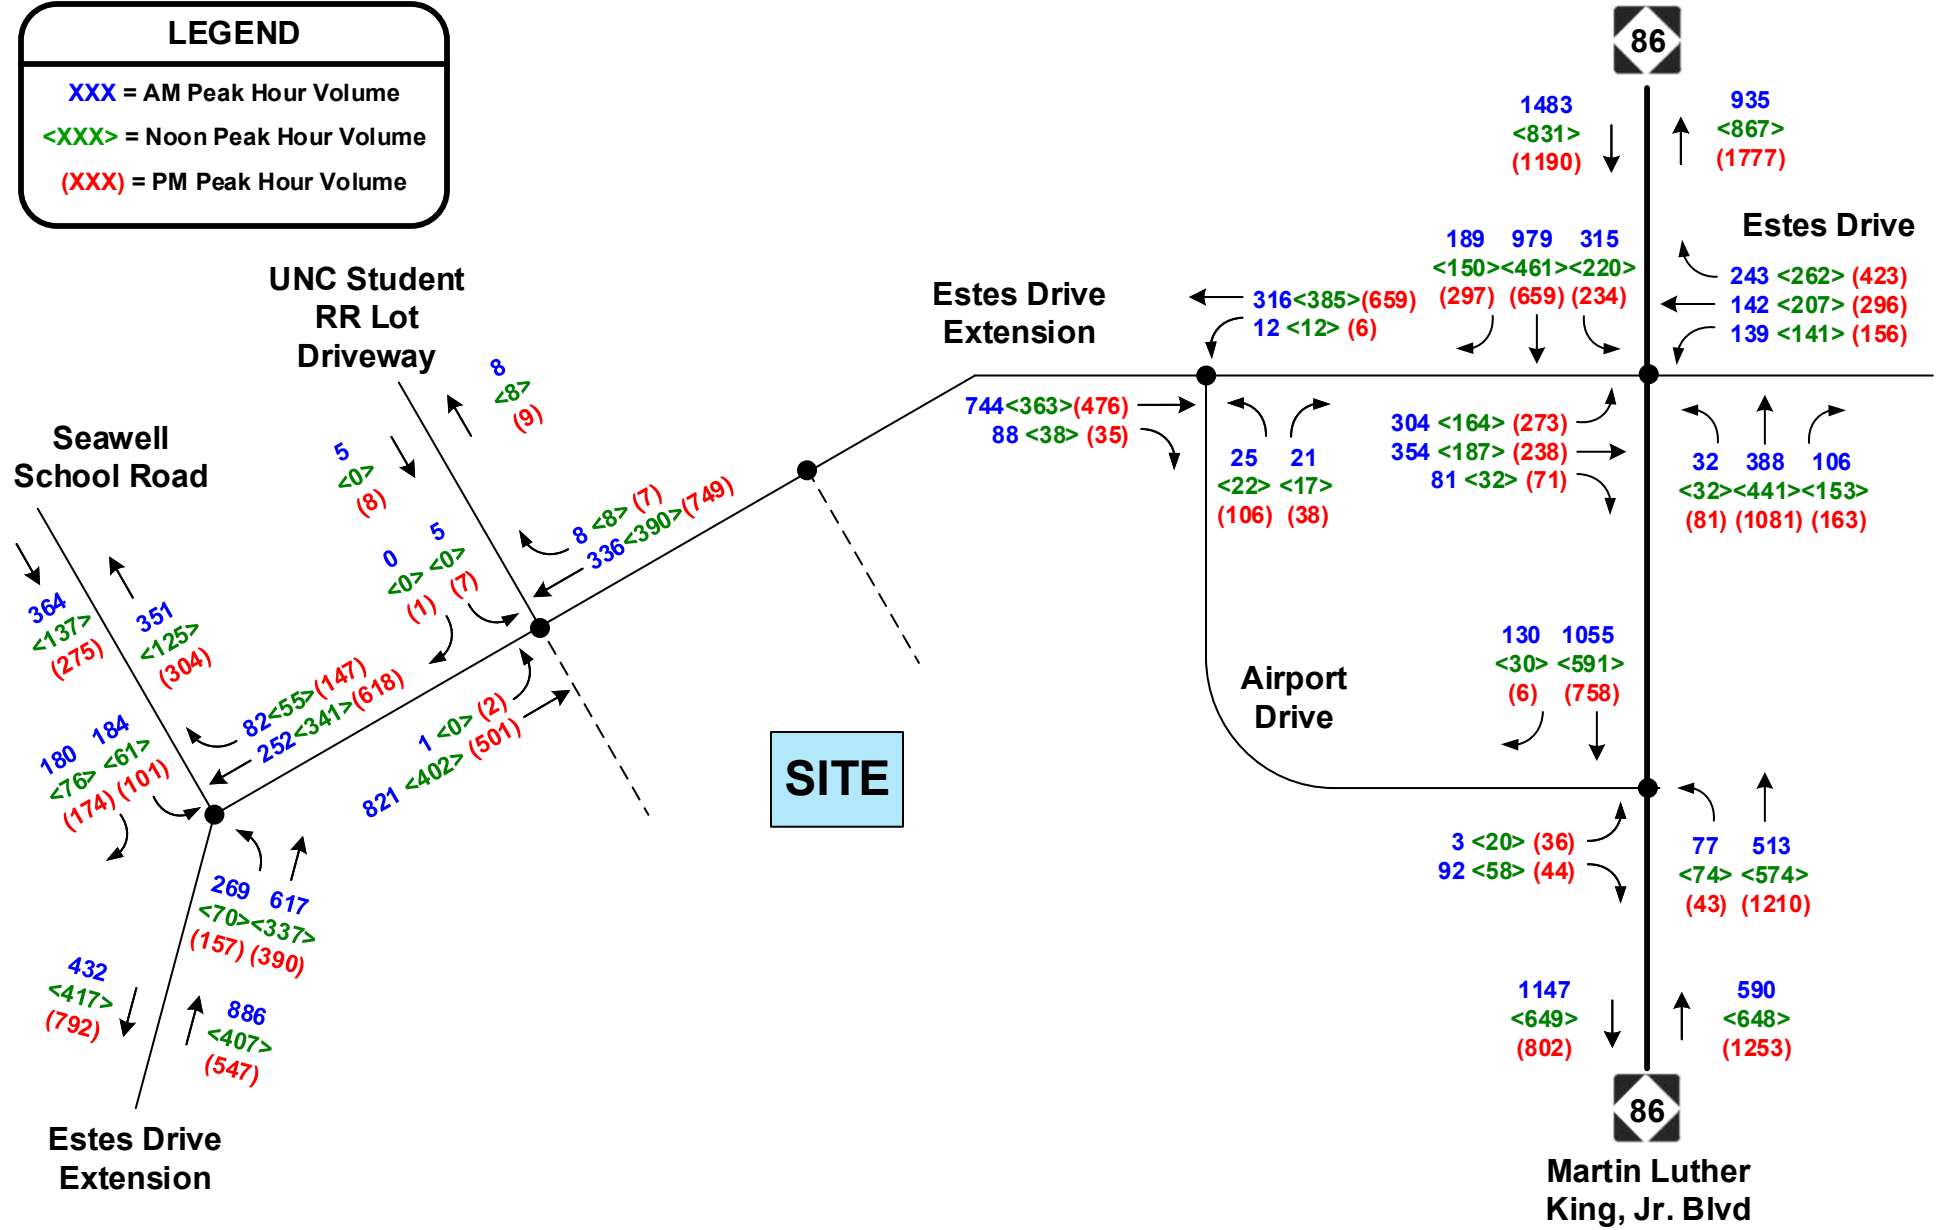 LEGEND
XXX = AM Peak Hour Volume
<XXX> = Noon Peak Hour Volume
(XXX) = PM Peak Hour Volume
86
1483
<831>
(1190)
935
<867>
(1777)
Estes Drive
189 979 315
<150><461><220>
(297) (659) (234)
243 <262> (423)
142 <207> (296)
139 <141> (156)
UNC Student
RR Lot
Driveway
Estes Drive
Extension
316<385>(659)
12 <12> (6)
744<363>(476)
88 <38> (35)
25 21
<22> <17>
(106) (38)
304 <164> (273)
354 <187> (238)
81 <32> (71)
32 388 106
<32><441><153>
(81) (1081) (163)
8
<8>
(9)
5
<0>
(8)
Seawell
School Road
8 <8> (7)
336<390>(749)
0 5
<0> <0>
(1) (7)
364
<137>
(275)
351
<125>
(304)
82<55>(147)
252<341>(618)
1 <0> (2)
821 <402> (501)
180 184
<76> <61>
(174) (101)
SITE
Airport
Drive
130 1055
<30> <591>
(6) (758)
3 <20> (36)
92 <58> (44)
77 513
<74> <574>
(43) (1210)
269 617
<70><337>
(157) (390)
432
<417>
(792)
886
<407>
(547)
1147
<649>
(802)
590
<648>
(1253)
86
Estes Drive
Extension
Martin Luther
King, Jr. Blvd